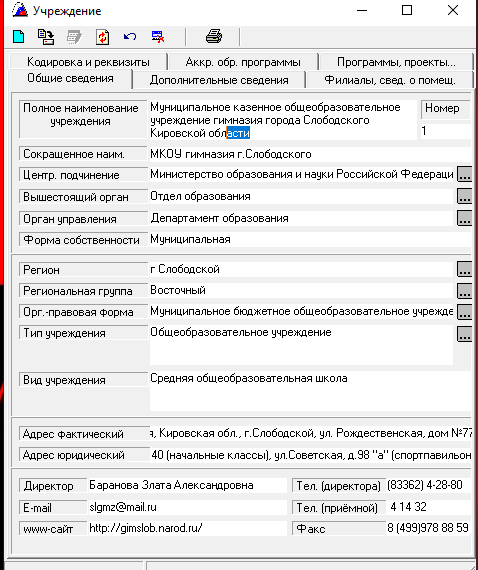 Учреждение
Кодировка и реквизиты Аккр. обр. программы Программы, проекты...
Общие сведения Дополнительные сведения Филиалы, свед. о помещ.
Полное наименование учреждения Муниципальное казенное общеобразовательное
учреждение гимназия города Слободского
Кировской области
Номер
1
Сокращенное наим. МКОУ гимназия г.Слободского
Центр. подчинение Министерство образования и науки Российской Федераци ...
Вышестоящий орган Отдел образования ...
Орган управления Департамент образования ...
Форма собственности Муниципальная
Регион г Слободской ...
Региональная группа Восточный ...
Орг.-правовая форма Муниципальное бюджетное общеобразовательное учрежде ...
Тип учреждения Общеобразовательное учреждение ...
Вид учреждения Средняя общеобразовательная школа
Адрес фактический я, Кировская обл., г.Слободской, ул. Рождественская, дом №77
Адрес юридический 40 (начальные классы), ул.Советская, д.98 "а" (спортпавильон
Директор Баранова Злата Александровна Тел. (директора) (83362) 4-28-80
E-mail slgmz@mail.ru Тел. (приёмной) 4 14 32
www-сайт http://gimslob.narod.ru/ Факс 8 (499)978 88 59